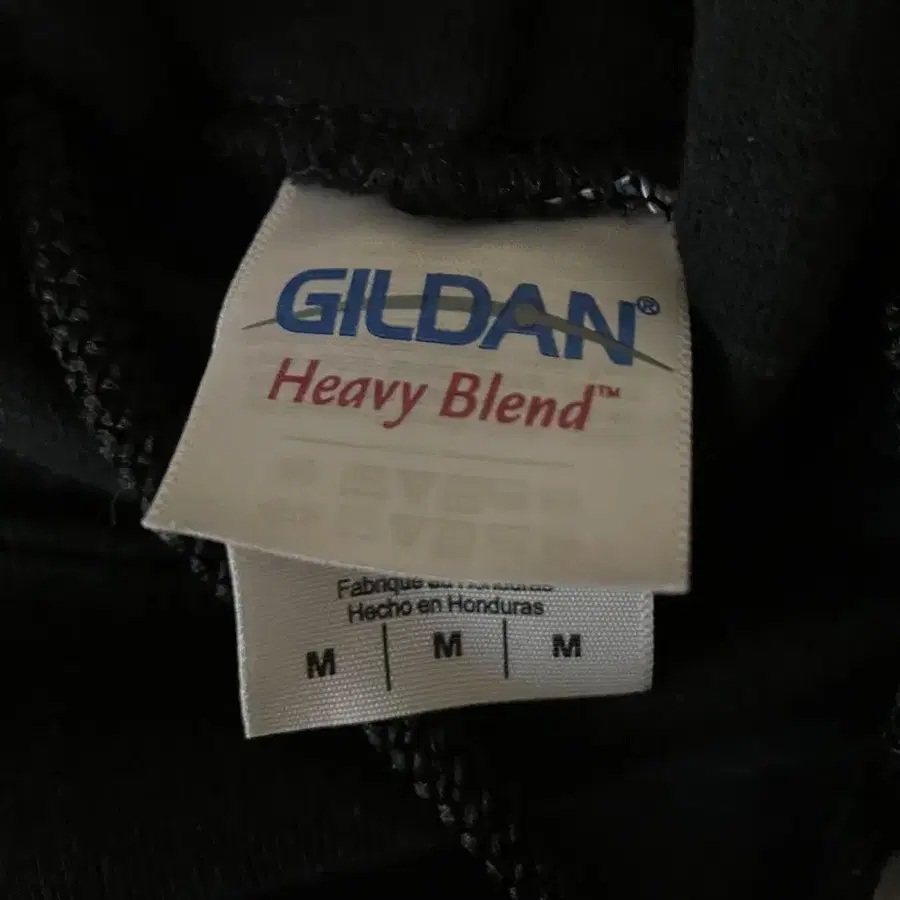 GILDAN®
Heavy Blend™
Fabriqué au Honduras
Hecho en Honduras
M | M | M